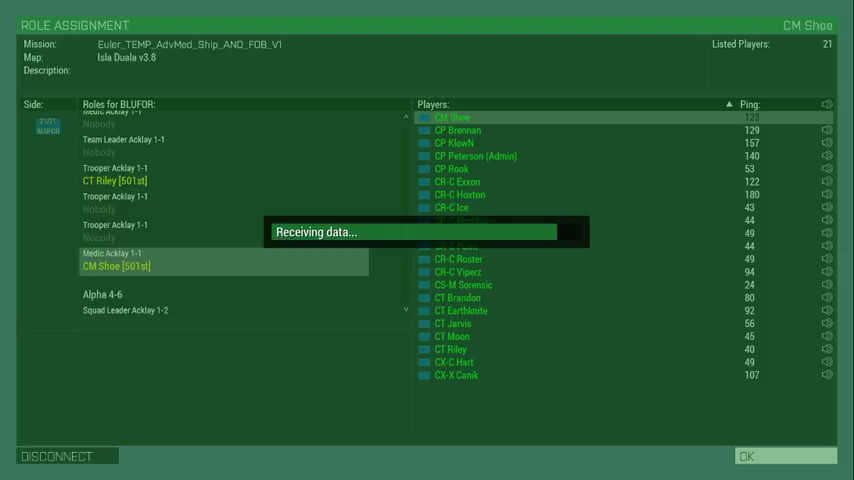 ROLE ASSIGNMENT
CM Shoe
Mission: Euler_TEMP_AdvMed_Ship_AND_FOB_V1
Listed Players: 21
Map: Isla Duala v3.8
Description:
Side:
Roles for BLUFOR:
Players:
Ping:
21/21
BLUFOR
Medic Acklay 1-1
Nobody
Team Leader Acklay 1-1
Nobody
Trooper Acklay 1-1
CT Riley [501st]
Trooper Acklay 1-1
Nobody
Trooper Acklay 1-1
Nobody
Medic Acklay 1-1
CM Shoe [501st]
Alpha 4-6
Squad Leader Acklay 1-2
CM Shoe 123
CP Brennan 129
CP KlowN 157
CP Peterson (Admin) 140
CP Rook 53
CR-C Exxon 122
CR-C Hoxton 180
CR-C Ice 43
44
49
44
CR-C Roster 49
CR-C Viperz 94
CS-M Sorensic 24
CT Brandon 80
CT Earthknite 92
CT Jarvis 56
CT Moon 45
CT Riley 40
CX-C Hart 49
CX-X Canik 107
Receiving data...
DISCONNECT
OK